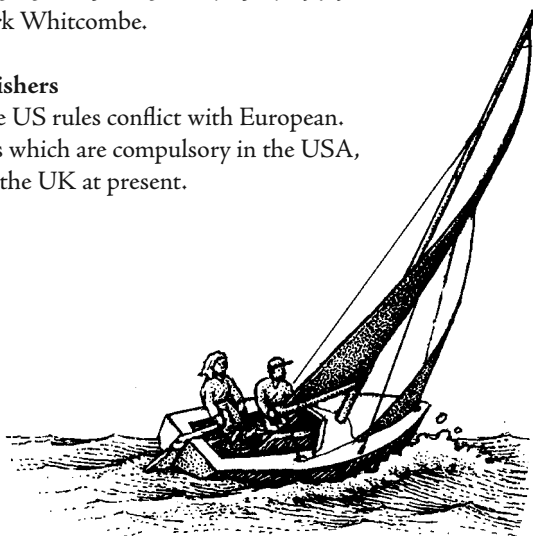 rk Whitcombe.
ishers
e US rules conflict with European.
s which are compulsory in the USA,
the UK at present.